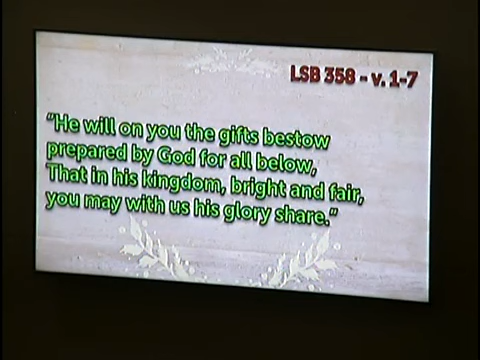 LSB 358 - v. 1-7
"He will on you the gifts bestow
prepared by God for all below,
That in his kingdom, bright and fair,
you may with us his glory share."